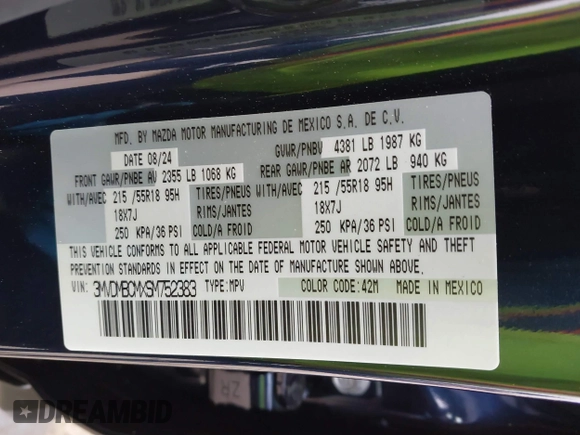 MFD. BY MAZDA MOTOR MANUFACTURING DE MEXICO S.A. DE C.V.
DATE 08/24 GVWR/PNBV 4381 LB 1987 KG
FRONT GAWR/PNBE AV 2355 LB 1068 KG REAR GAWR/PNBE AR 2072 LB 940 KG
WITH/AVEC 215 /55R18 95H TIRES/PNEUS WITH/AVEC 215 /55R18 95H TIRES/PNEUS
18X7J RIMS/JANTES 18X7J RIMS/JANTES
250 KPA/36 PSI COLD/A FROID 250 KPA/36 PSI COLD/A FROID
THIS VEHICLE CONFORMS TO ALL APPLICABLE FEDERAL MOTOR VEHICLE SAFETY AND THEFT
PREVENTION STANDARDS IN EFFECT ON THE DATE OF MANUFACTURE SHOWN ABOVE.
VIN: 3MVDMBCMXSM752383 TYPE:MPV COLOR CODE:42M MADE IN MEXICO
DREAMBID